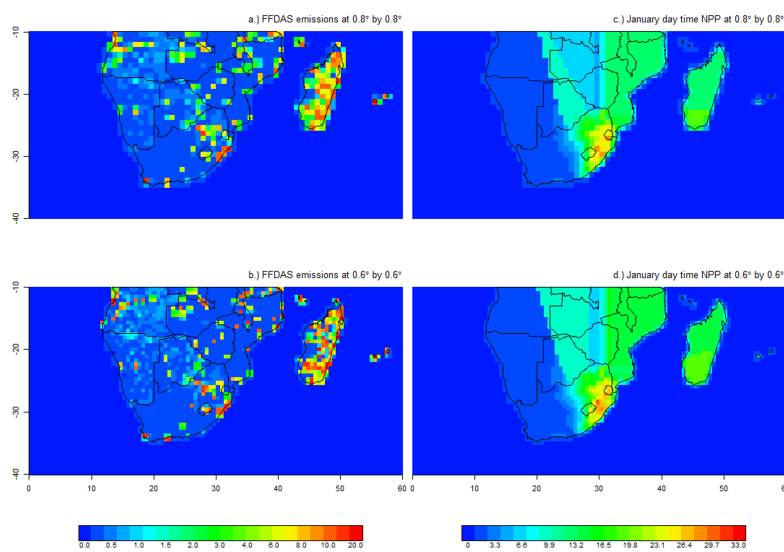 a.) FFDAS emissions at 0.8° by 0.8°
c.) January day time NPP at 0.8° by 0.8°
-10
-20
-30
-40
b.) FFDAS emissions at 0.6° by 0.6°
d.) January day time NPP at 0.6° by 0.6°
-10
-20
-30
-40
0 10 20 30 40 50 60
20 30 40 50 60
0.0 0.5 1.0 1.5 2.0 3.0 4.0 6.0 8.0 10.0 20.0
0 3.3 6.6 9.9 13.2 16.5 19.8 23.1 26.4 29.7 33.0